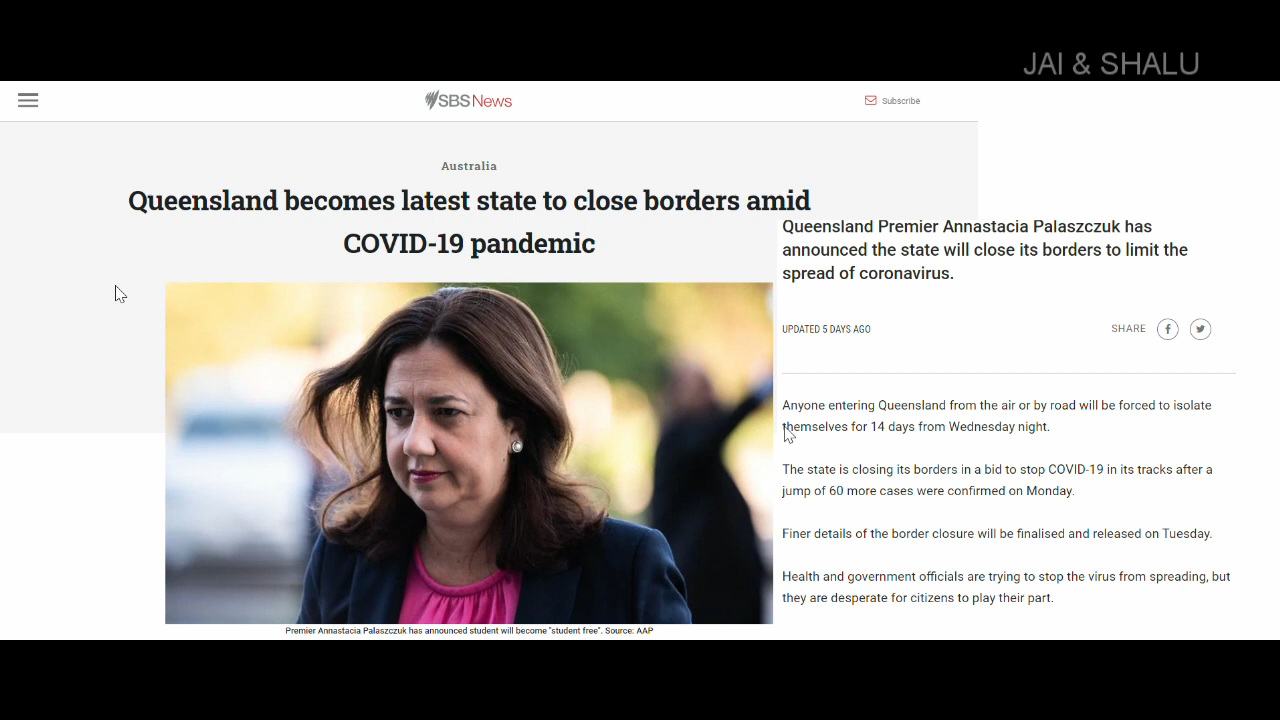 JAI & SHALU
SBS News
Subscribe
Australia
Queensland becomes latest state to close borders amid
COVID-19 pandemic
Premier Annastacia Palaszczuk has announced student will become "student free". Source: AAP
Queensland Premier Annastacia Palaszczuk has
announced the state will close its borders to limit the
spread of coronavirus.
UPDATED 5 DAYS AGO
SHARE
Anyone entering Queensland from the air or by road will be forced to isolate
themselves for 14 days from Wednesday night.
The state is closing its borders in a bid to stop COVID-19 in its tracks after a
jump of 60 more cases were confirmed on Monday.
Finer details of the border closure will be finalised and released on Tuesday.
Health and government officials are trying to stop the virus from spreading, but
they are desperate for citizens to play their part.